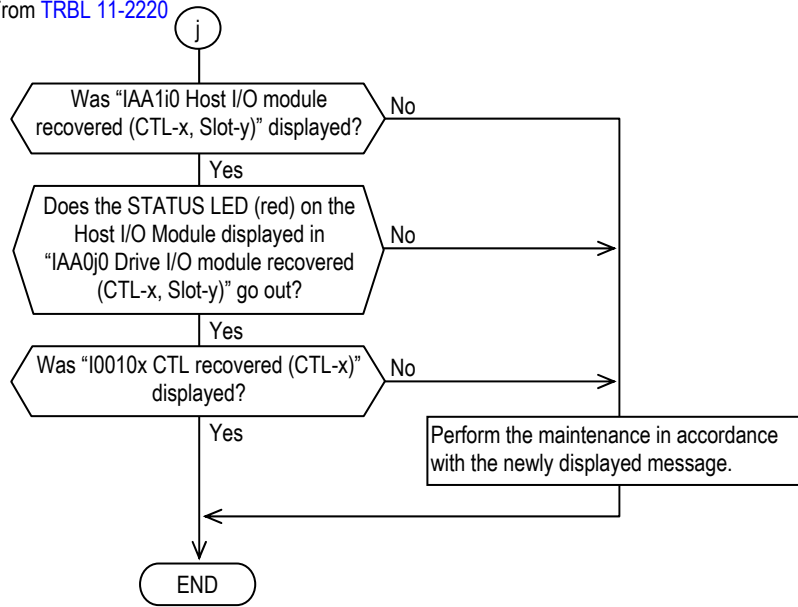 from TRBL 11-2220
j
Was “IAA1i0 Host I/O module
recovered (CTL-x, Slot-y)” displayed?
No
Yes
Does the STATUS LED (red) on the
Host I/O Module displayed in
“IAA0j0 Drive I/O module recovered
(CTL-x, Slot-y)” go out?
No
Yes
Was “I0010x CTL recovered (CTL-x)”
displayed?
No
Yes
Perform the maintenance in accordance
with the newly displayed message.
END